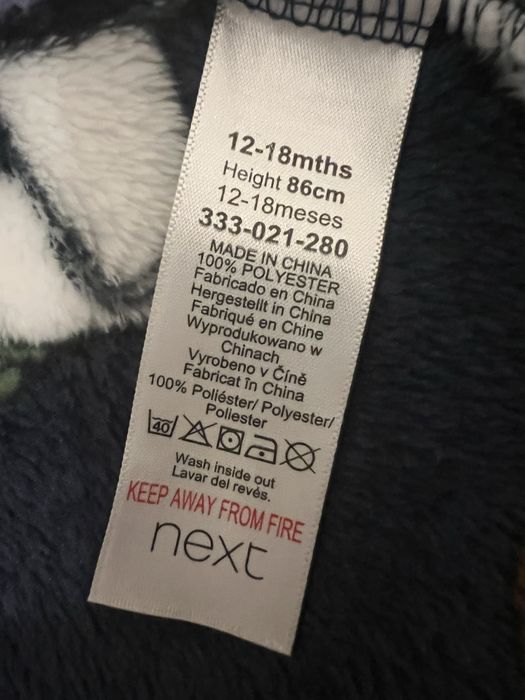 12-18mths
Height 86cm
12-18meses
333-021-280
MADE IN CHINA
100% POLYESTER
Fabricado en China
Hergestellt in China
Fabriqué en Chine
Wyprodukowano w
Chinach
Vyrobeno v Číně
Fabricat în China
100% Poliéster/ Polyester/
Poliester
40
Wash inside out
Lavar del revés.
KEEP AWAY FROM FIRE
next